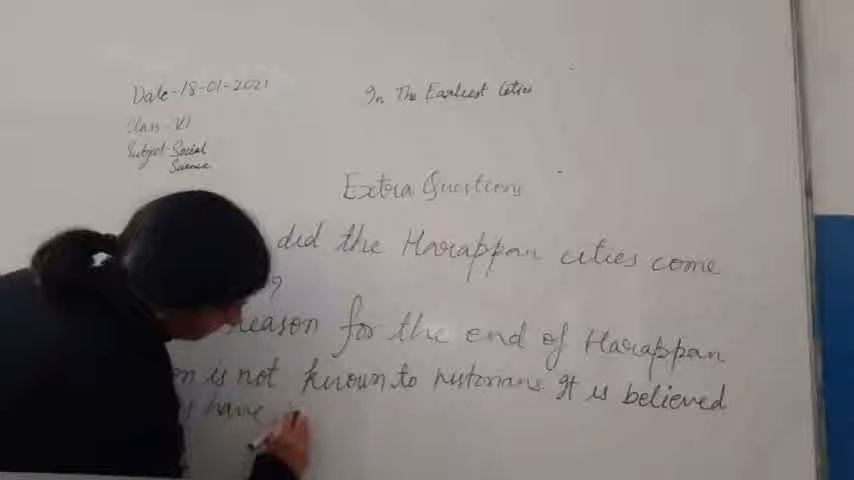 Date-18-01-2021
In The Earliest Cities
Class-VI
Subject-Social
Science
Extra Questions
did the Harappan cities come
?
reason for the end of Harappan
is not known to historians. It is believed
have